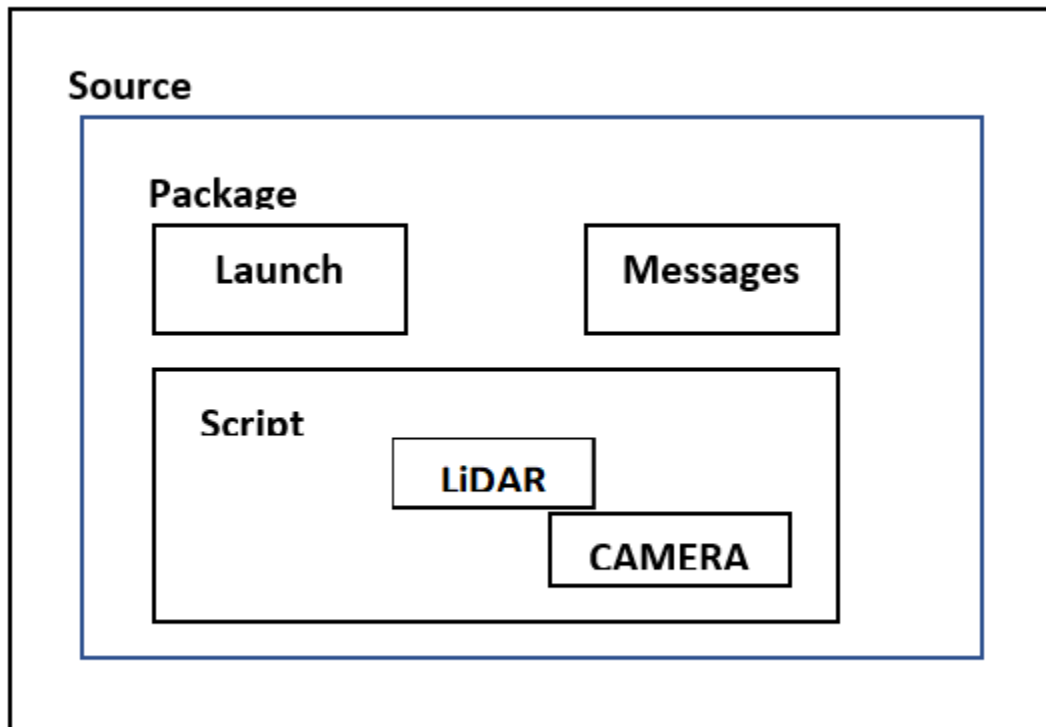 Source
Package
Launch
Messages
Script
LiDAR
CAMERA